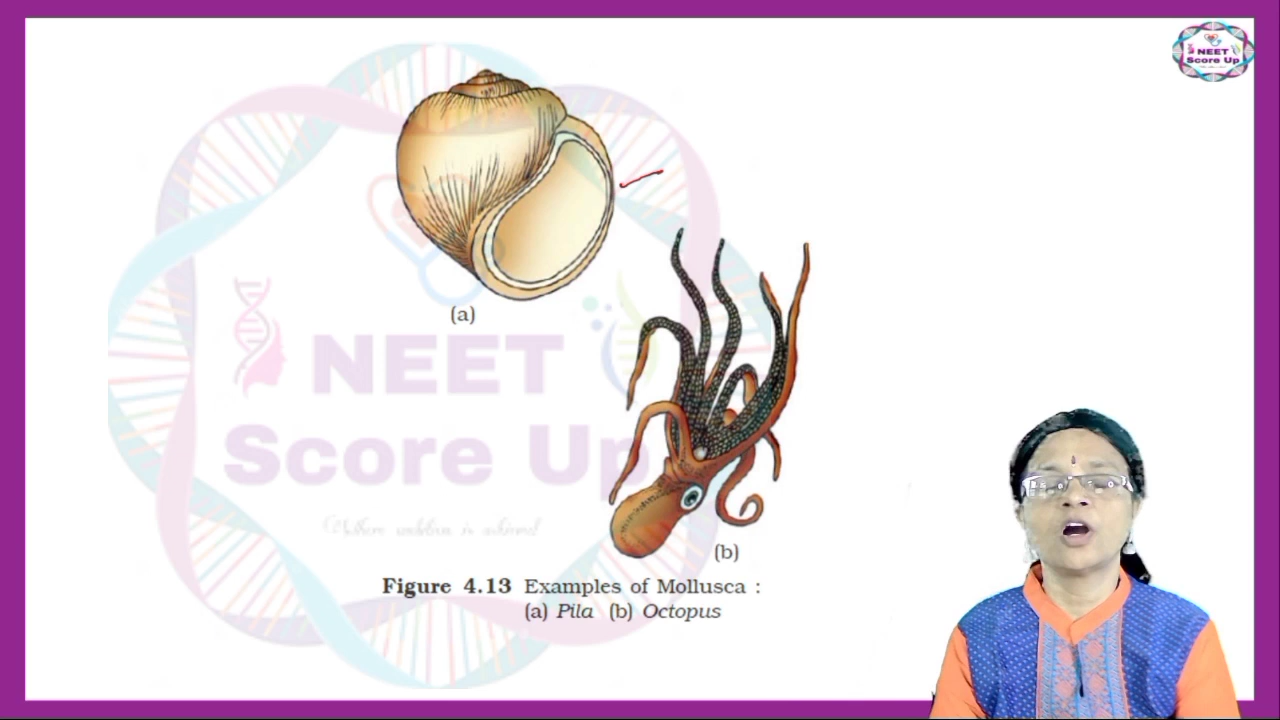 NEET
Score Up
(a)
NEET
Score Up
(b)
Figure 4.13 Examples of Mollusca :
(a) Pila (b) Octopus